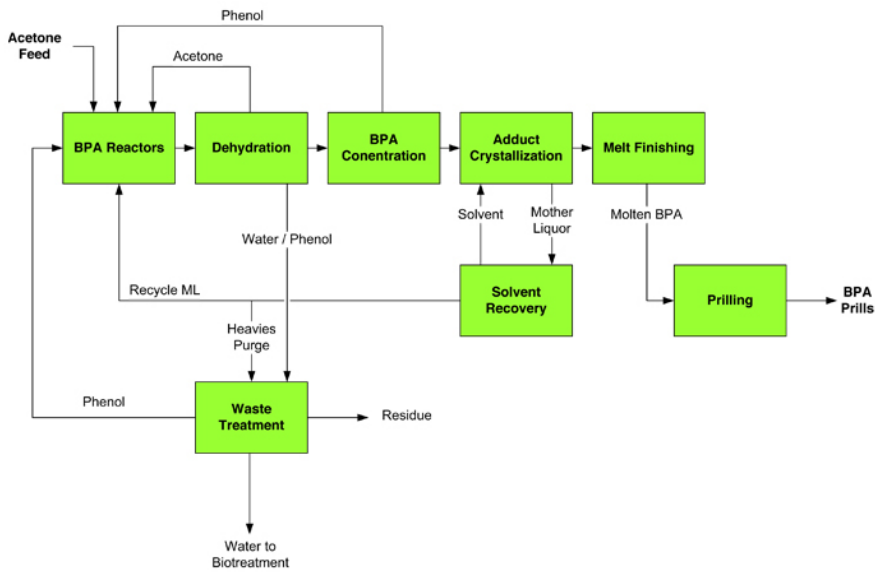 Phenol
Acetone
Feed
Acetone
BPA Reactors
Dehydration
BPA
Conentration
Adduct
Crystallization
Melt Finishing
Solvent
Mother
Liquor
Molten BPA
Water / Phenol
Recycle ML
Solvent
Recovery
Prilling
BPA
Prills
Heavies
Purge
Phenol
Waste
Treatment
Residue
Water to
Biotreatment